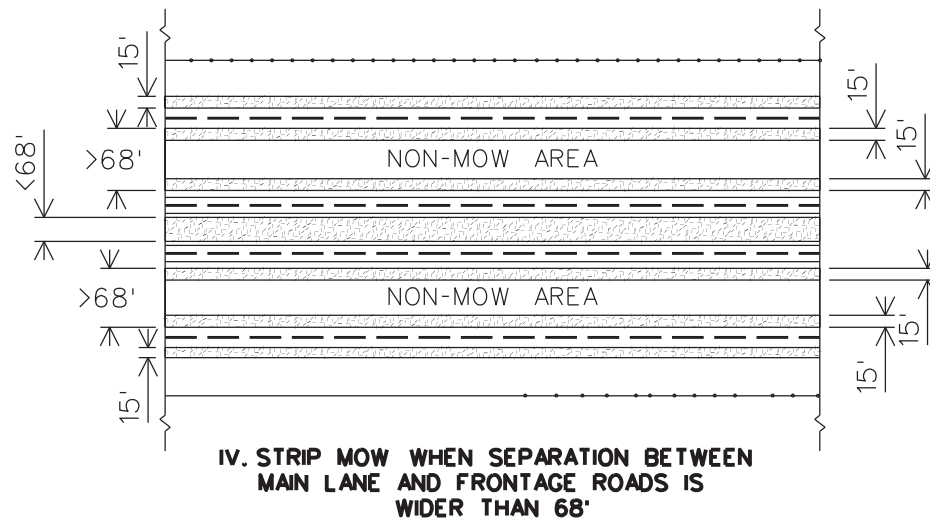 15'
15'
>68'
NON-MOW AREA
15'
<68'
>68'
NON-MOW AREA
15'
15'
15'
IV. STRIP MOW WHEN SEPARATION BETWEEN
MAIN LANE AND FRONTAGE ROADS IS
WIDER THAN 68'